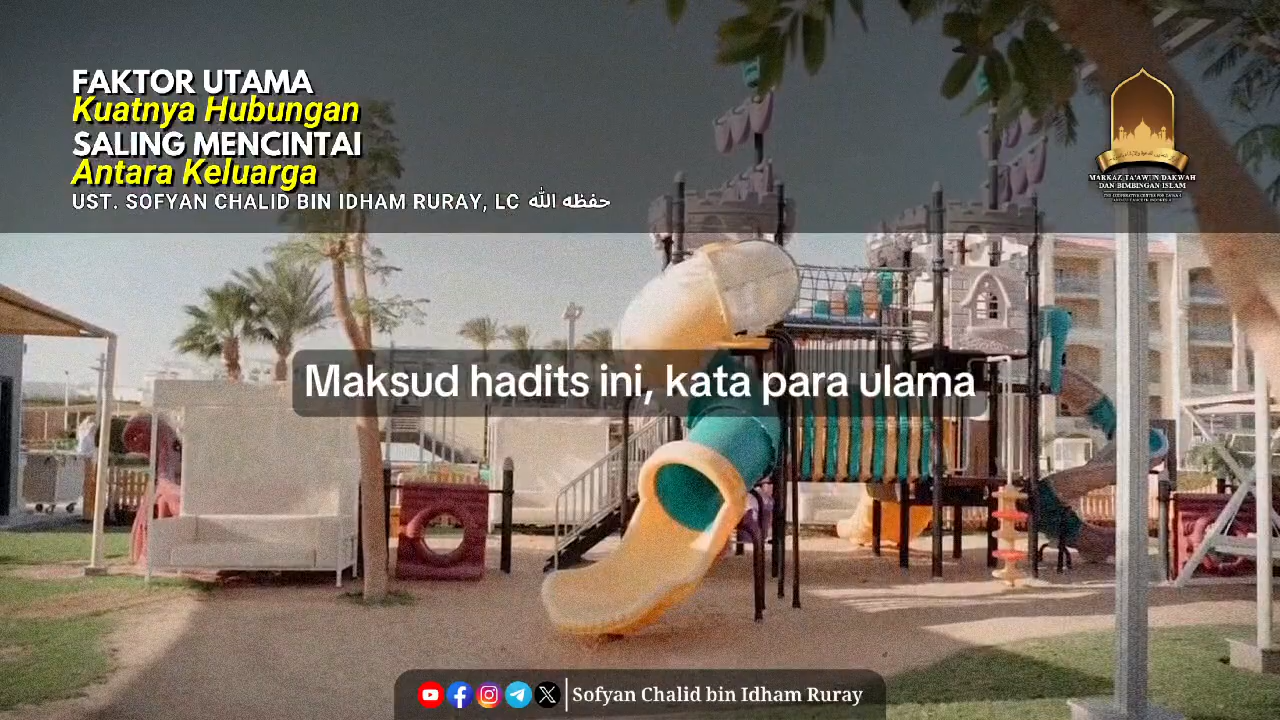 FAKTOR UTAMA
Kuatnya Hubungan
SALING MENCINTAI
Antara Keluarga
UST. SOFYAN CHALID BIN IDHAM RURAY, LC حفظه الله
MARKAZ TA'AWUN DAKWAH
DAN BIMBINGAN ISLAM
Maksud hadits ini, kata para ulama
Sofyan Chalid bin Idham Ruray